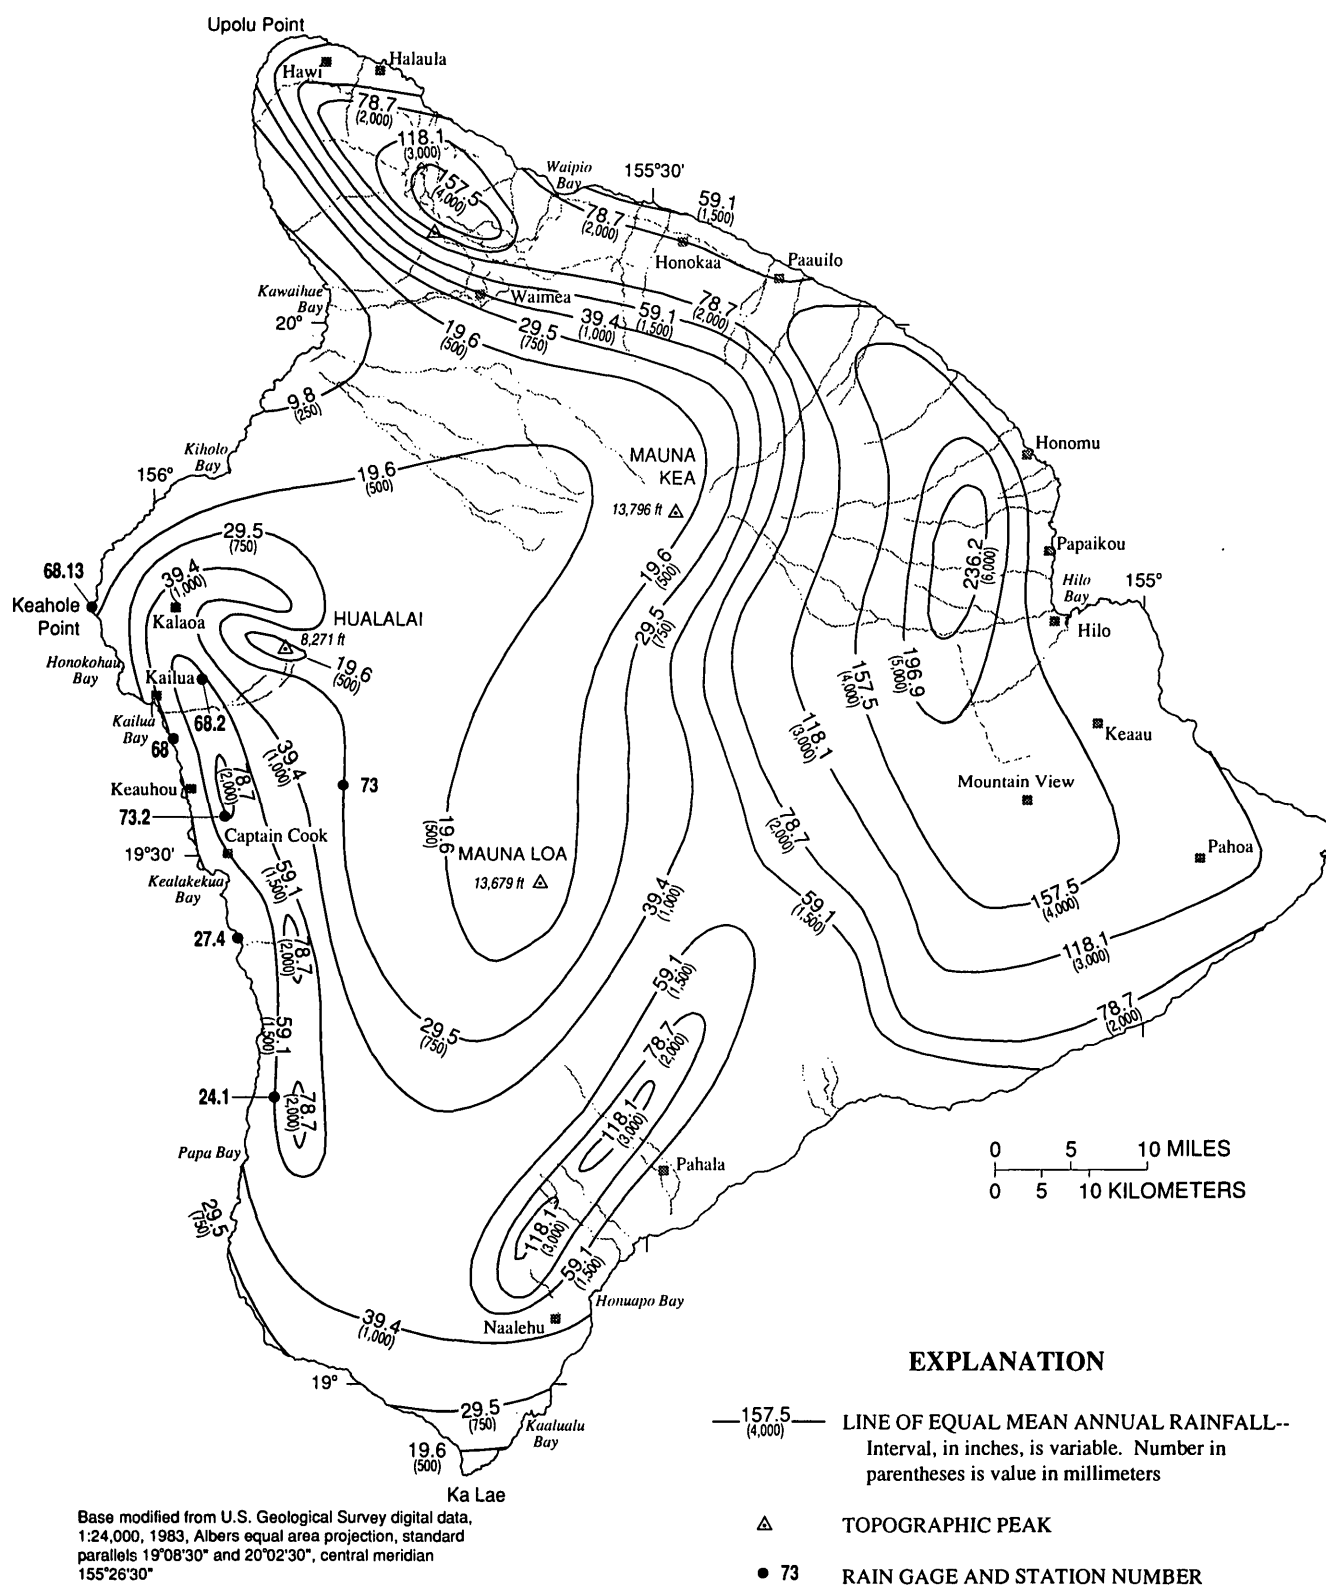 Upolu Point
Hawi
Halaula
78.7
(2,000)
118.1
(3,000)
157.5
(4,000)
Waipio
Bay
155°30'
59.1
(1,500)
78.7
(2,000)
Honokaa
Paauilo
Kawaihae
Bay
20°
Waimea
78.7
(2,000)
59.1
(1,500)
39.4
(1,000)
29.5
(750)
19.6
(500)
9.8
(250)
Kiholo
Bay
156°
19.6
(500)
MAUNA
KEA
13,796 ft
Honomu
29.5
(750)
39.4
(1,000)
68.13
Keahole
Point
Kalaoa
HUALALAI
8,271 ft
19.6
(500)
19.6
(500)
29.5
(750)
236.2
(6,000)
Papaikou
Hilo
Bay
155°
Hilo
Honokohau
Bay
Kailua
68.2
Kailua
Bay
68
196.9
(5,000)
157.5
(4,000)
118.1
(3,000)
Keaau
39.4
(1,000)
78.7
(2,000)
Keauhou
73
73.2
Captain Cook
Mountain View
78.7
(2,000)
19°30'
Kealakekua
Bay
19.6
(500)
MAUNA LOA
13,679 ft
Pahoa
59.1
(1,500)
39.4
(1,000)
59.1
(1,500)
157.5
(4,000)
27.4
78.7
(2,000)
118.1
(3,000)
59.1
(1,500)
78.7
(2,000)
59.1
(1,500)
29.5
(750)
78.7
(2,000)
24.1
78.7
(2,000)
118.1
(3,000)
Papa Bay
Pahala
0 5 10 MILES
0 5 10 KILOMETERS
29.5
(750)
118.1
(3,000)
59.1
(1,500)
Honuapo Bay
39.4
(1,000)
Naalehu
19°
29.5
(750)
Kaalualu
Bay
19.6
(500)
Ka Lae
EXPLANATION
157.5
(4,000)
LINE OF EQUAL MEAN ANNUAL RAINFALL--
Interval, in inches, is variable. Number in
parentheses is value in millimeters
TOPOGRAPHIC PEAK
73 RAIN GAGE AND STATION NUMBER
Base modified from U.S. Geological Survey digital data,
1:24,000, 1983, Albers equal area projection, standard
parallels 19°08'30" and 20°02'30", central meridian
155°26'30"